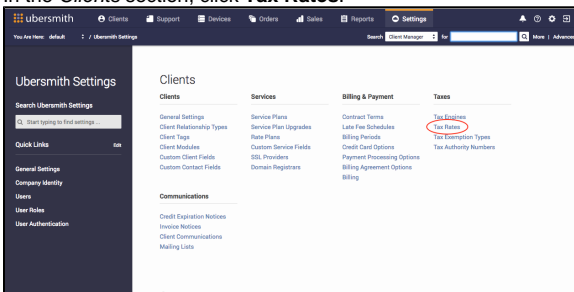 In the Clients section, click Tax Rates.
ubersmith Clients Support Devices Orders Sales Reports Settings
You Are Here: default / Ubersmith Settings Search Client Manager for More | Advanced
Ubersmith Settings
Search Ubersmith Settings
Start typing to find settings ...
Quick Links Edit
General Settings
Company Identity
Users
User Roles
User Authentication
Clients
Clients
General Settings
Client Relationship Types
Client Tags
Client Modules
Custom Client Fields
Custom Contact Fields
Services
Service Plans
Service Plan Upgrades
Rate Plans
Custom Service Fields
SSL Providers
Domain Registrars
Billing & Payment
Contract Terms
Late Fee Schedules
Billing Periods
Credit Card Options
Payment Processing Options
Billing Agreement Options
Billing
Taxes
Tax Engines
Tax Rates
Tax Exemption Types
Tax Authority Numbers
Communications
Credit Expiration Notices
Invoice Notices
Client Communications
Mailing Lists